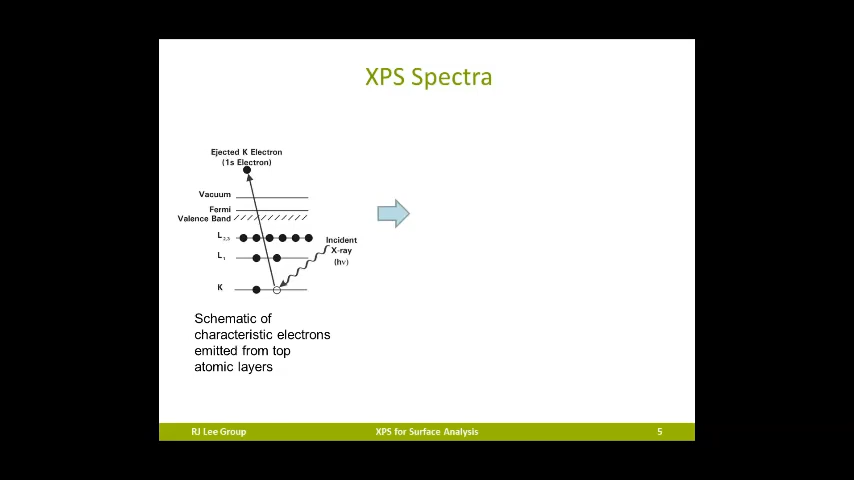 XPS Spectra
Ejected K Electron
(1s Electron)
Vacuum
Fermi
Valence Band
L2,3
Incident
X-ray
(hν)
L1
K
Schematic of
characteristic electrons
emitted from top
atomic layers
RJ Lee Group
XPS for Surface Analysis
5